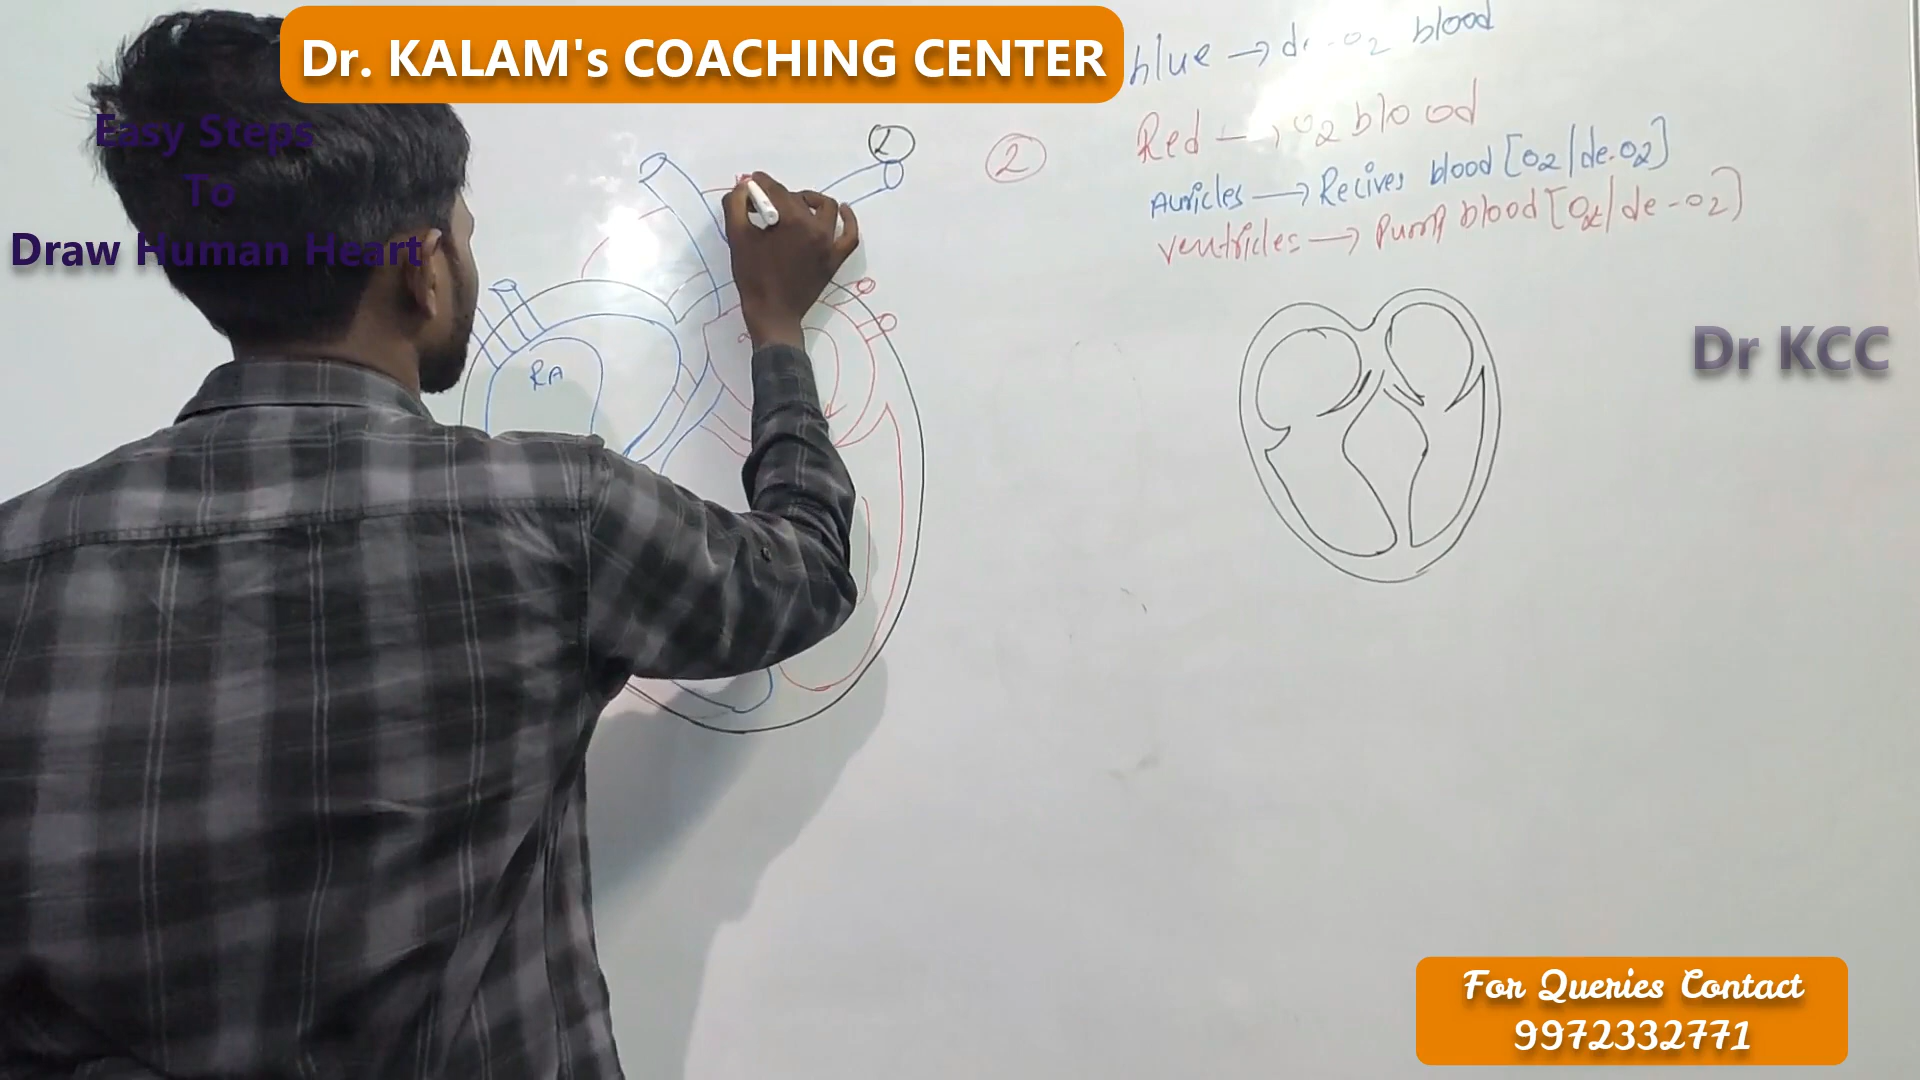 Dr. KALAM's COACHING CENTER
Easy Steps
To
Draw Human Heart
blue → de-O2 blood
Red → O2 blood
Auricles → Recives blood [O2/de.O2]
ventricles → Pump blood [O2/de-O2]
2
2
RA
Dr KCC
For Queries Contact
9972332771